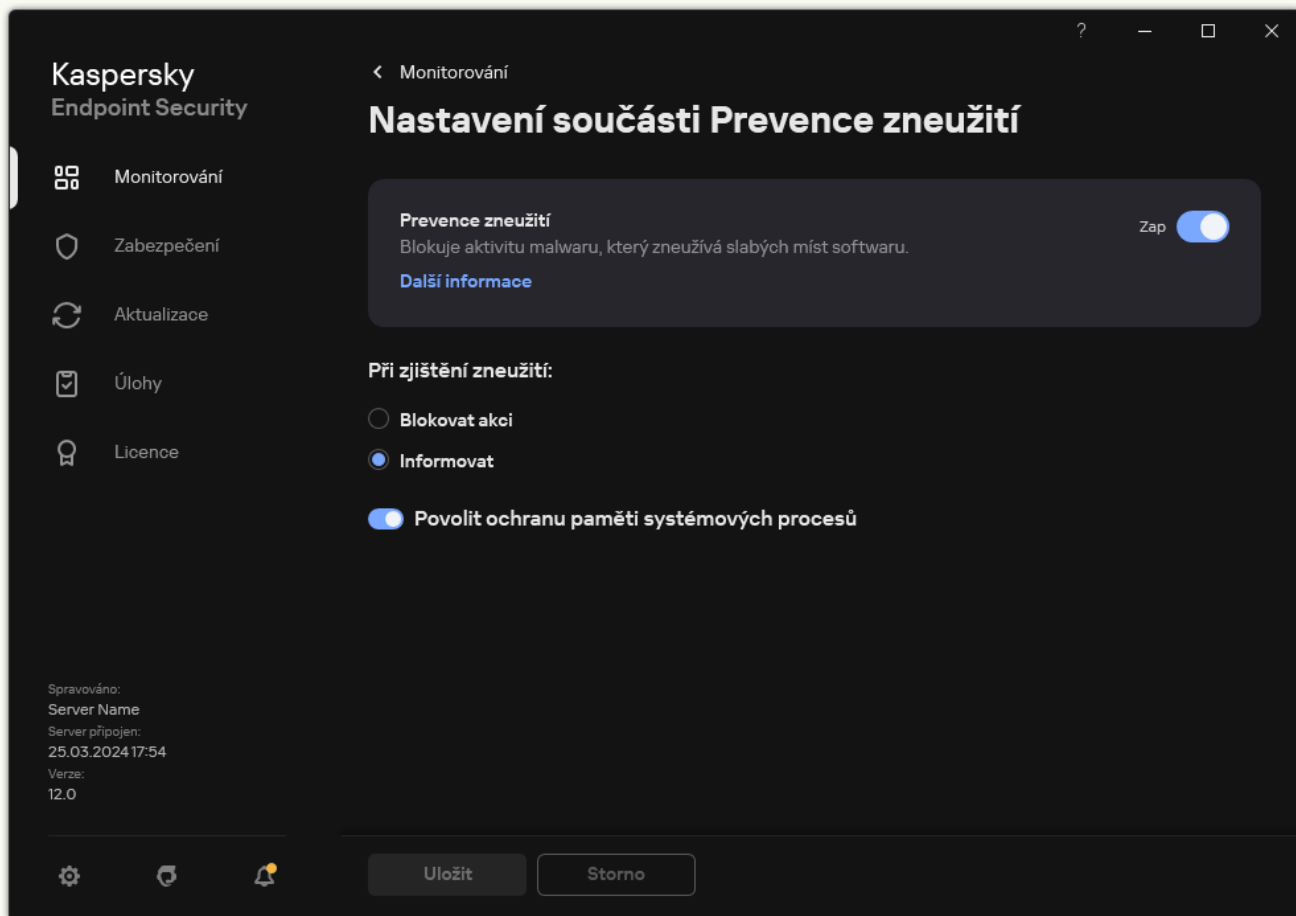 ?
Kaspersky
Endpoint Security
Monitorování
Zabezpečení
Aktualizace
Úlohy
Licence
Spravováno:
Server Name
Server připojen:
25.03.2024 17:54
Verze:
12.0
Monitorování
Nastavení součásti Prevence zneužití
Prevence zneužití
Zap
Blokuje aktivitu malwaru, který zneužívá slabých míst softwaru.
Další informace
Při zjištění zneužití:
Blokovat akci
Informovat
Povolit ochranu paměti systémových procesů
Uložit
Storno